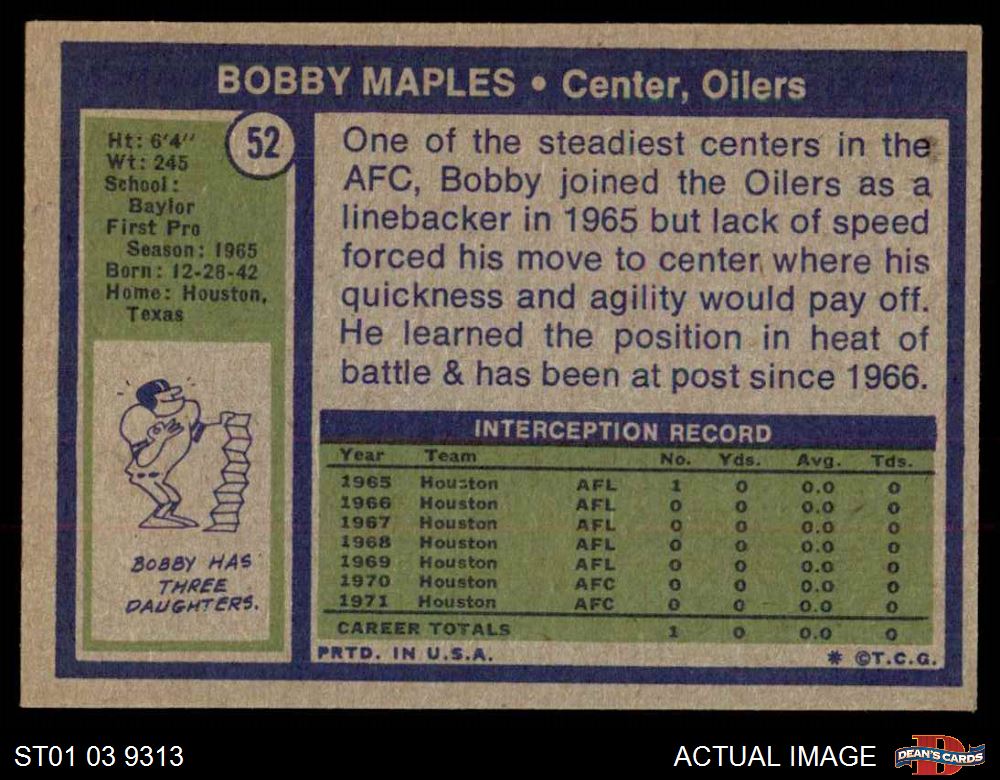 BOBBY MAPLES • Center, Oilers
52
Ht: 6'4''
Wt: 245
School:
Baylor
First Pro
Season: 1965
Born: 12-28-42
Home: Houston,
Texas
One of the steadiest centers in the
AFC, Bobby joined the Oilers as a
linebacker in 1965 but lack of speed
forced his move to center where his
quickness and agility would pay off.
He learned the position in heat of
battle & has been at post since 1966.
BOBBY HAS
THREE
DAUGHTERS.
INTERCEPTION RECORD
Year Team No. Yds. Avg. Tds.
1965 Houston AFL 1 0 0.0 0
1966 Houston AFL 0 0 0.0 0
1967 Houston AFL 0 0 0.0 0
1968 Houston AFL 0 0 0.0 0
1969 Houston AFL 0 0 0.0 0
1970 Houston AFC 0 0 0.0 0
1971 Houston AFC 0 0 0.0 0
CAREER TOTALS 1 0 0.0 0
PRTD. IN U.S.A. * ©T.C.G.
ST01 03 9313 ACTUAL IMAGE
D
DEAN'S CARDS